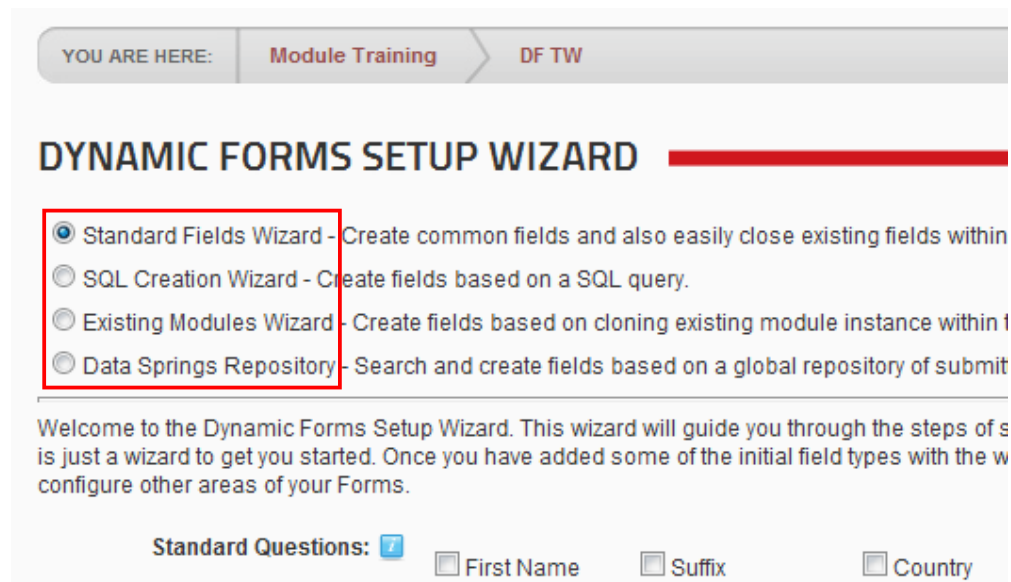 YOU ARE HERE: Module Training DF TW
DYNAMIC FORMS SETUP WIZARD
Standard Fields Wizard - Create common fields and also easily close existing fields within
SQL Creation Wizard - Create fields based on a SQL query.
Existing Modules Wizard - Create fields based on cloning existing module instance within
Data Springs Repository - Search and create fields based on a global repository of
Welcome to the Dynamic Forms Setup Wizard. This wizard will guide you through the steps of
is just a wizard to get you started. Once you have added some of the initial field types with the
configure other areas of your Forms.
Standard Questions: First Name Suffix Country